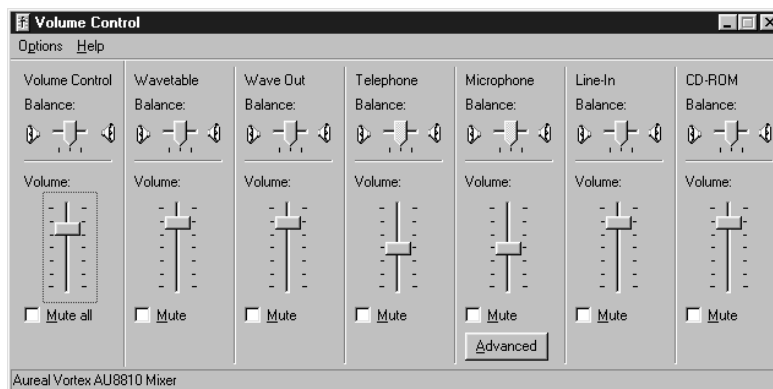 Volume Control
Options Help
Volume Control Wavetable Wave Out Telephone Microphone Line-In CD-ROM
Balance: Balance: Balance: Balance: Balance: Balance: Balance:
Volume: Volume: Volume: Volume: Volume: Volume: Volume:
Mute all Mute Mute Mute Mute Mute Mute
Advanced
Aureal Vortex AU8810 Mixer